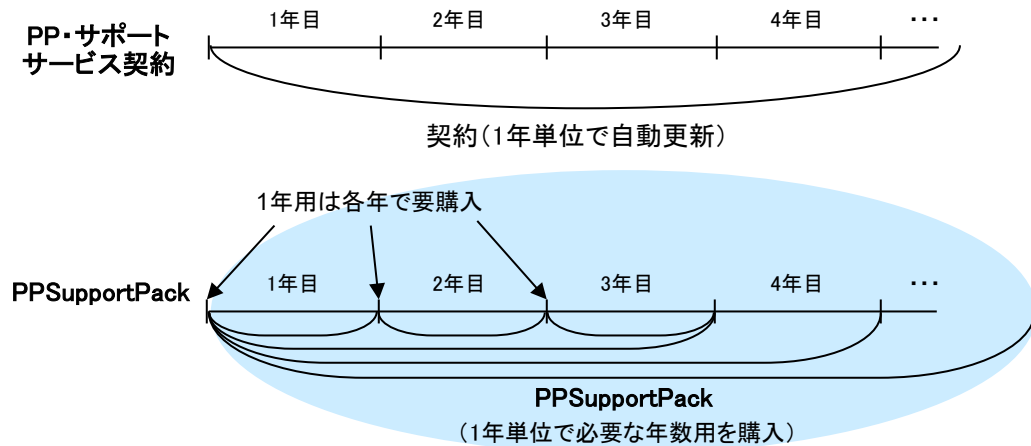 1年目 2年目 3年目 4年目 ･･･
PP・サポート
サービス契約
契約(1年単位で自動更新)
1年用は各年で要購入
PPSupportPack
1年目 2年目 3年目 4年目 ･･･
PPSupportPack
(1年単位で必要な年数用を購入)